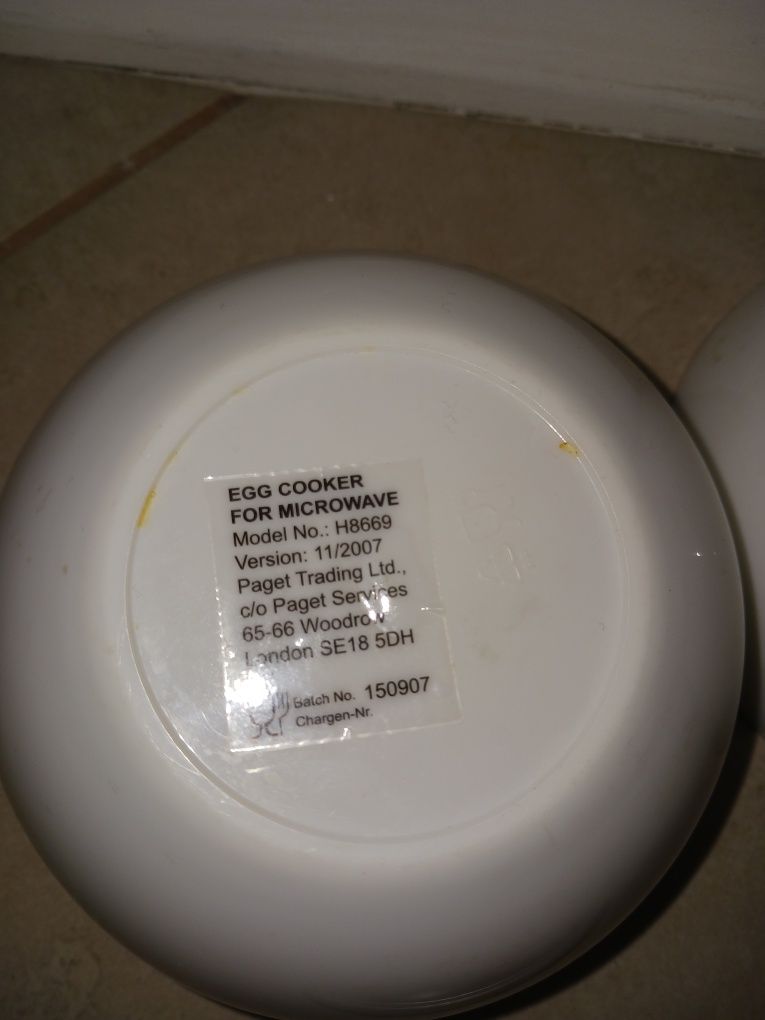 EGG COOKER
FOR MICROWAVE
Model No.: H8669
Version: 11/2007
Paget Trading Ltd.,
c/o Paget Services
65-66 Woodrow
London SE18 5DH
Batch No. 150907
Chargen-Nr.